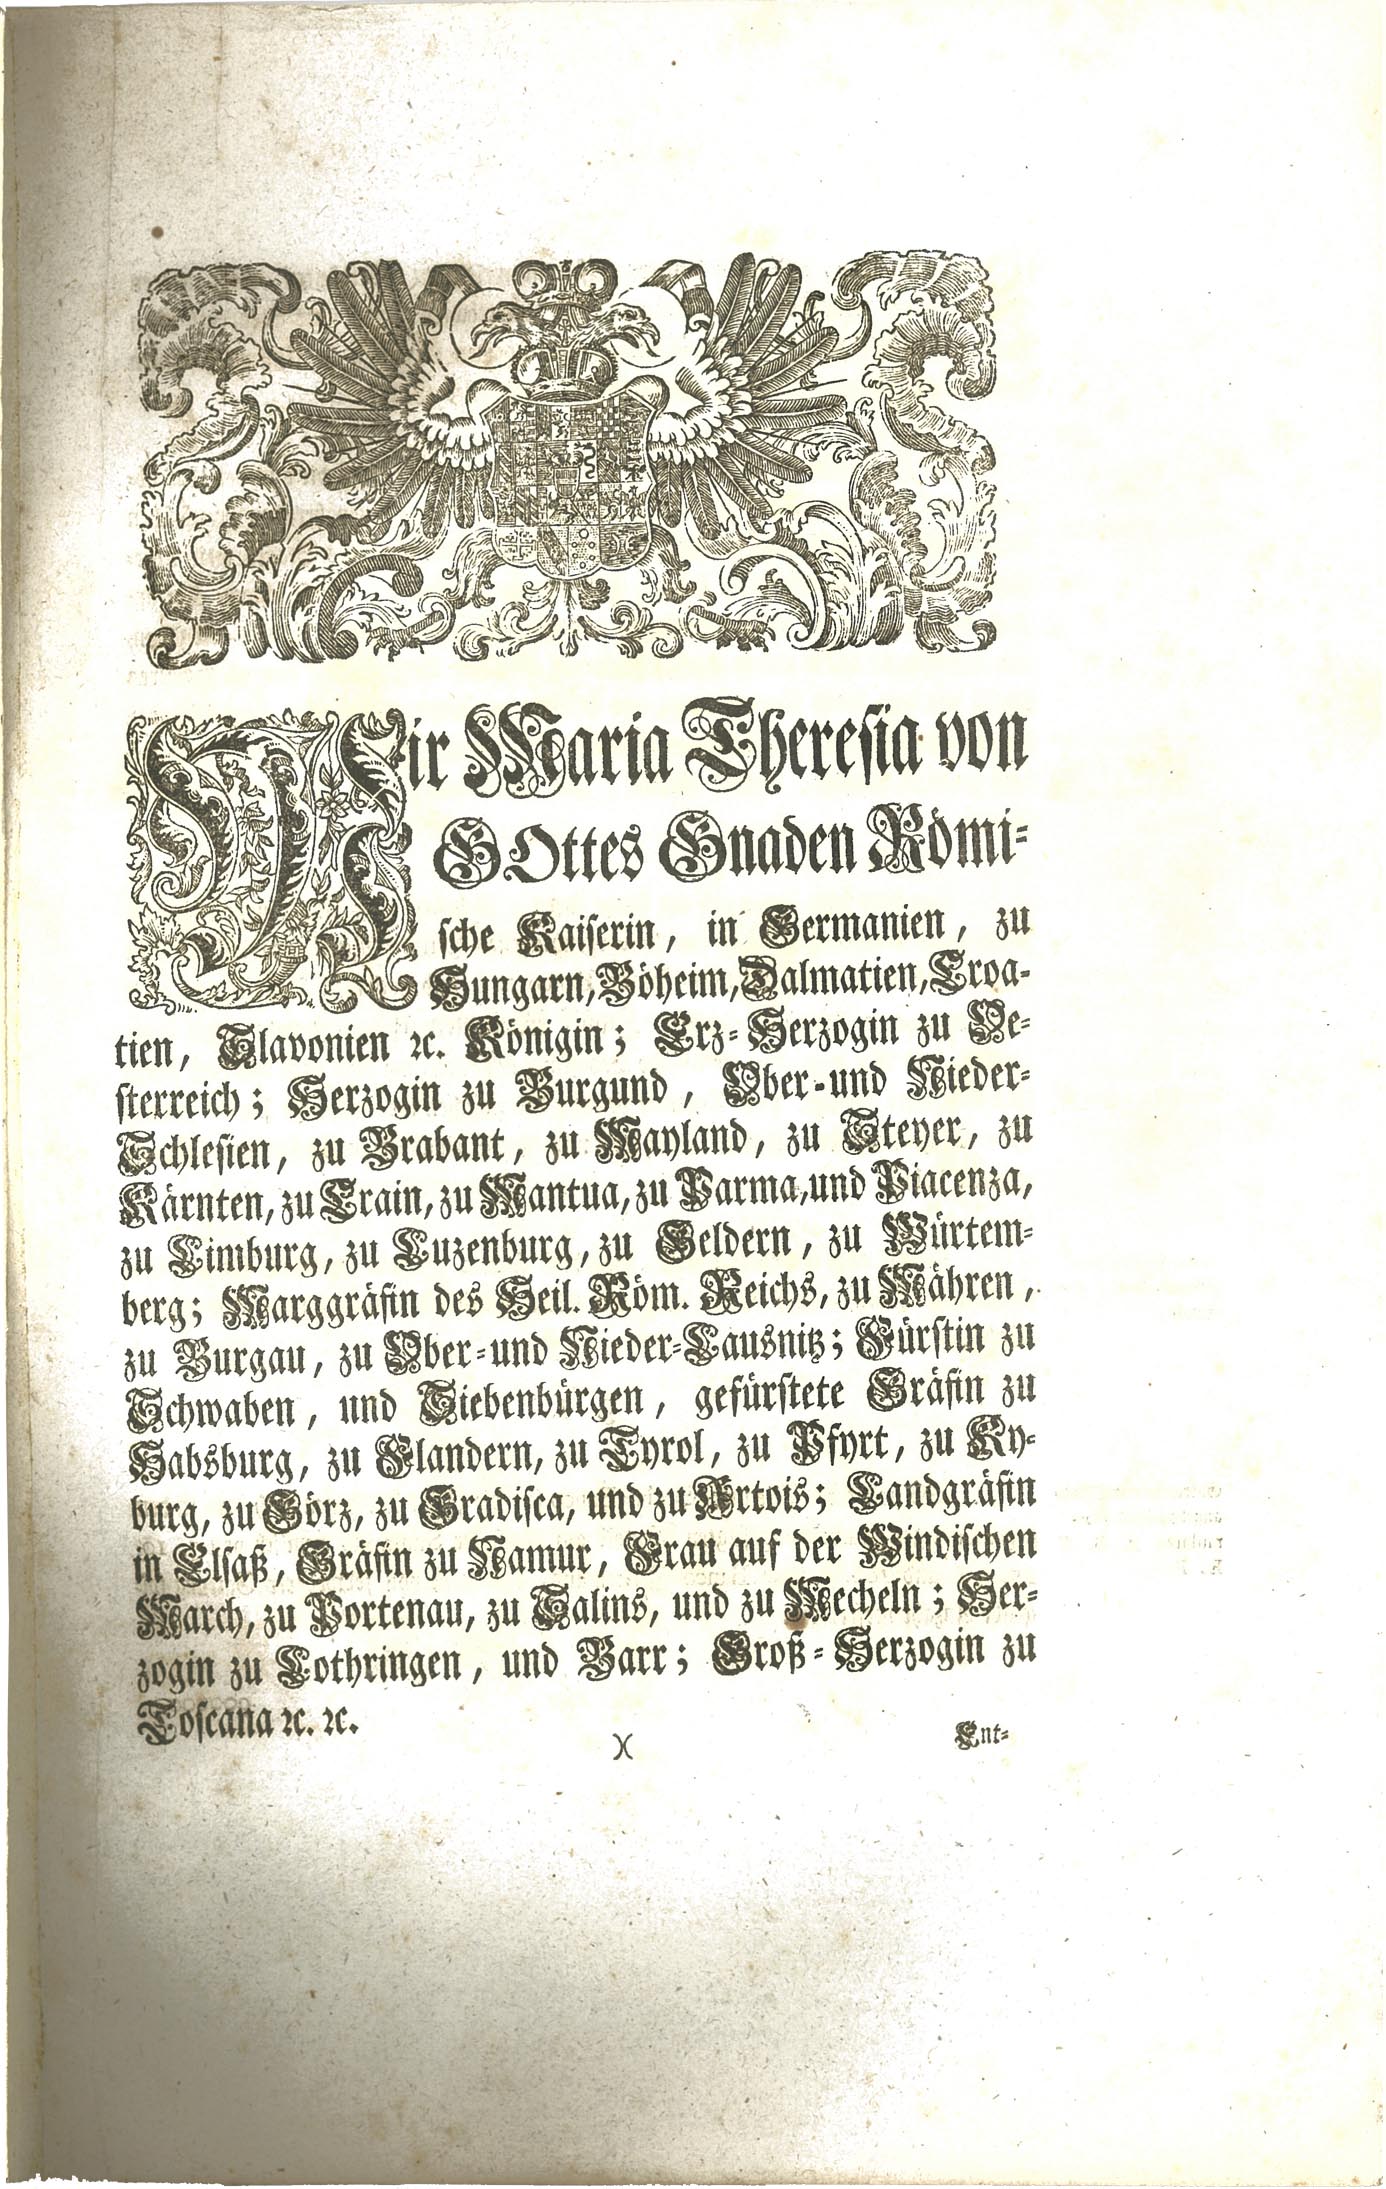 Wir Maria Theresia von
GOttes Gnaden Römi-
sche Kaiserin, in Germanien, zu
Hungarn, Böheim, Dalmatien, Croa-
tien, Slavonien ꝛc. Königin; Erz-Herzogin zu Oe-
sterreich; Herzogin zu Burgund, Ober-und Nieder-
Schlesien, zu Brabant, zu Mayland, zu Steyer, zu
Kärnten, zu Crain, zu Mantua, zu Parma, und Piacenza,
zu Limburg, zu Luzenburg, zu Geldern, zu Würtem-
berg; Marggräfin des Heil. Röm. Reichs, zu Mähren,
zu Burgau, zu Ober-und Nieder-Lausnitz; Fürstin zu
Schwaben, und Siebenbürgen, gefürstete Gräfin zu
Habsburg, zu Flandern, zu Tyrol, zu Pfyrt, zu Ky-
burg, zu Görz, zu Gradisca, und zu Artois; Landgräfin
in Elsaß, Gräfin zu Namur, Frau auf der Windischen
March, zu Portenau, zu Salins, und zu Mecheln; Her-
zogin zu Lothringen, und Barr; Groß-Herzogin zu
Toscana ꝛc. ꝛc.
)( Ent-